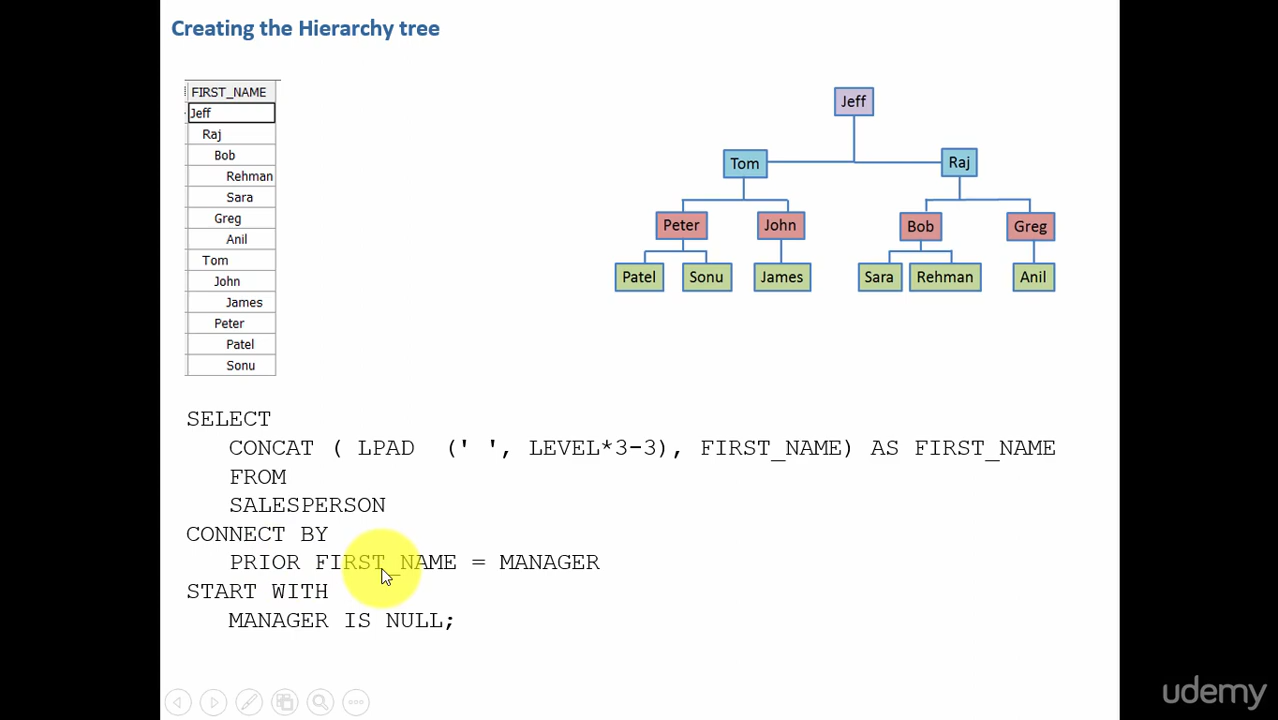 Creating the Hierarchy tree
FIRST_NAME
Jeff
Raj
Bob
Rehman
Sara
Greg
Anil
Tom
John
James
Peter
Patel
Sonu
Jeff
Tom Raj
Peter John Bob Greg
Patel Sonu James Sara Rehman Anil
SELECT
CONCAT ( LPAD (' ', LEVEL*3-3), FIRST_NAME) AS FIRST_NAME
FROM
SALESPERSON
CONNECT BY
PRIOR FIRST_NAME = MANAGER
START WITH
MANAGER IS NULL;
udemy